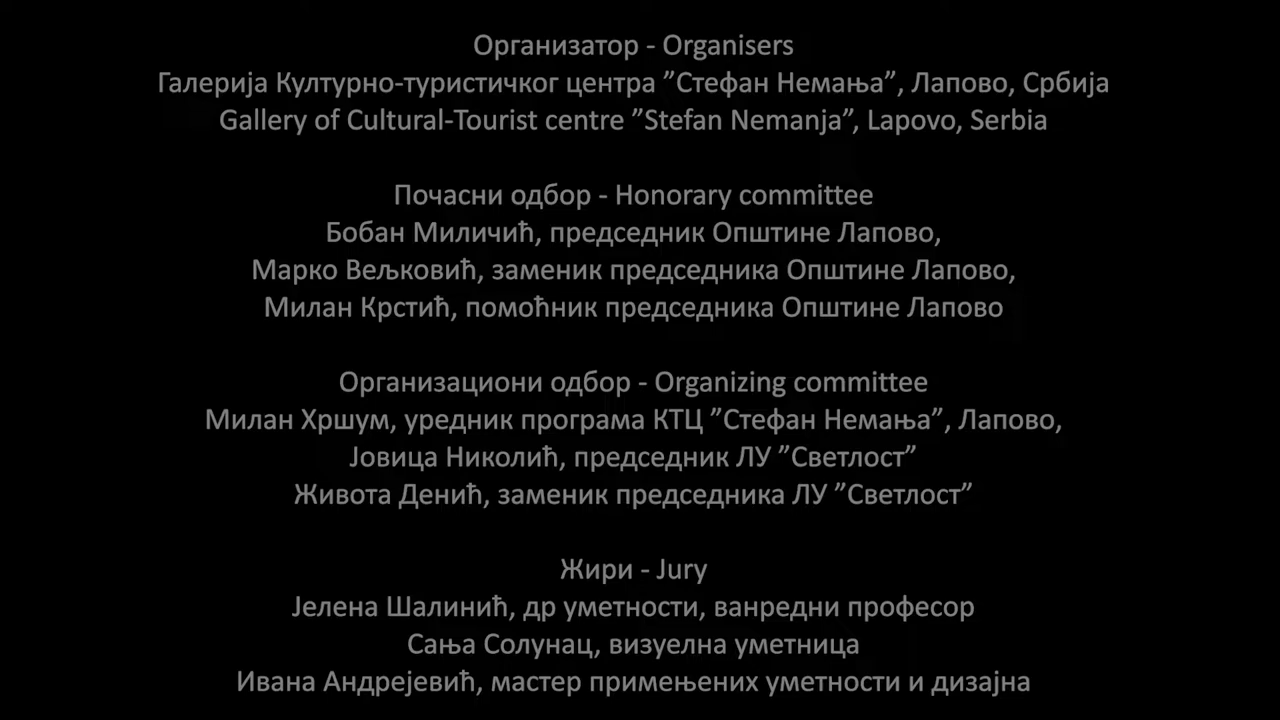 Организатор - Organisers
Галерија Културно-туристичког центра ”Стефан Немања”, Лапово, Србија
Gallery of Cultural-Tourist centre ”Stefan Nemanja”, Lapovo, Serbia
Почасни одбор - Honorary committee
Бобан Миличић, председник Општине Лапово,
Марко Вељковић, заменик председника Општине Лапово,
Милан Крстић, помоћник председника Општине Лапово
Организациони одбор - Organizing committee
Милан Хршум, уредник програма КТЦ ”Стефан Немања”, Лапово,
Јовица Николић, председник ЛУ ”Светлост”
Живота Денић, заменик председника ЛУ ”Светлост”
Жири - Jury
Јелена Шалинић, др уметности, ванредни професор
Сања Солунац, визуелна уметница
Ивана Андрејевић, мастер примењених уметности и дизајна